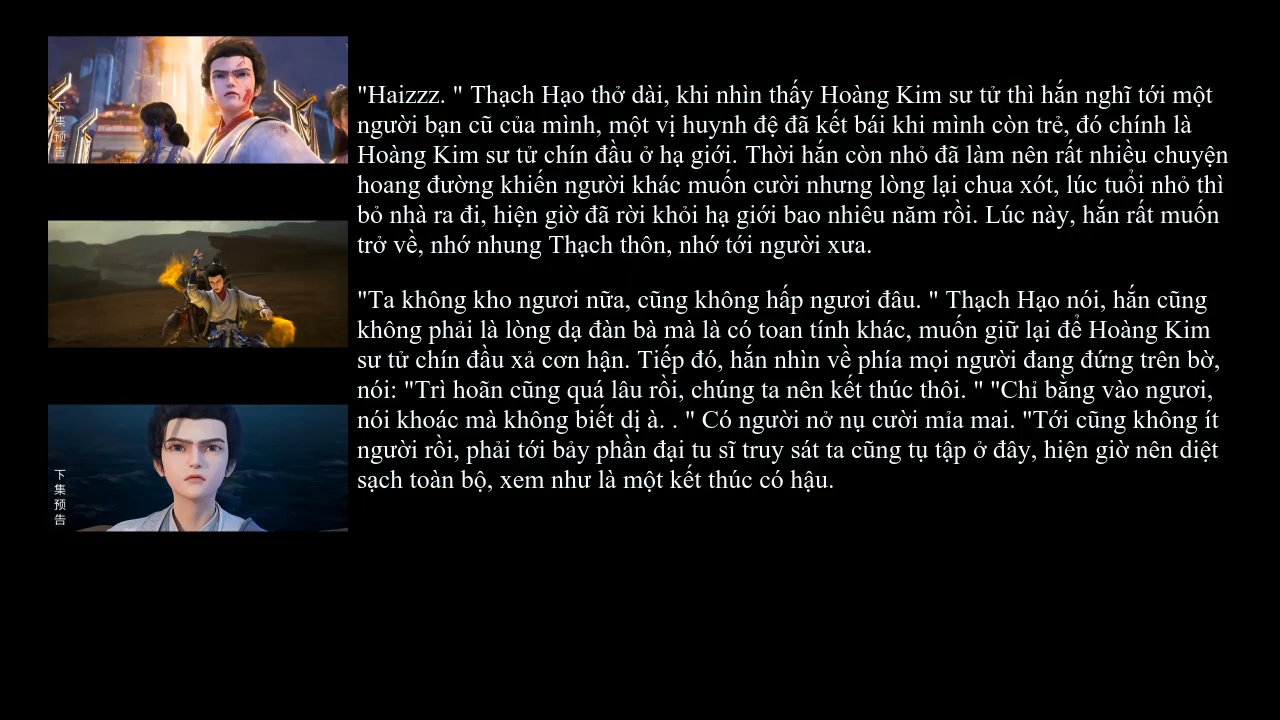 下
集
预
告
下
集
预
告
"Haizzz. " Thạch Hạo thở dài, khi nhìn thấy Hoàng Kim sư tử thì hắn nghĩ tới một
người bạn cũ của mình, một vị huynh đệ đã kết bái khi mình còn trẻ, đó chính là
Hoàng Kim sư tử chín đầu ở hạ giới. Thời hắn còn nhỏ đã làm nên rất nhiều chuyện
hoang đường khiến người khác muốn cười nhưng lòng lại chua xót, lúc tuổi nhỏ thì
bỏ nhà ra đi, hiện giờ đã rời khỏi hạ giới bao nhiêu năm rồi. Lúc này, hắn rất muốn
trở về, nhớ nhung Thạch thôn, nhớ tới người xưa.
"Ta không kho ngươi nữa, cũng không hấp ngươi đâu. " Thạch Hạo nói, hắn cũng
không phải là lòng dạ đàn bà mà là có toan tính khác, muốn giữ lại để Hoàng Kim
sư tử chín đầu xả cơn hận. Tiếp đó, hắn nhìn về phía mọi người đang đứng trên bờ,
nói: "Trì hoãn cũng quá lâu rồi, chúng ta nên kết thúc thôi. " "Chỉ bằng vào ngươi,
nói khoác mà không biết dị à. . " Có người nở nụ cười mỉa mai. "Tới cũng không ít
người rồi, phải tới bảy phần đại tu sĩ truy sát ta cũng tụ tập ở đây, hiện giờ nên diệt
sạch toàn bộ, xem như là một kết thúc có hậu.